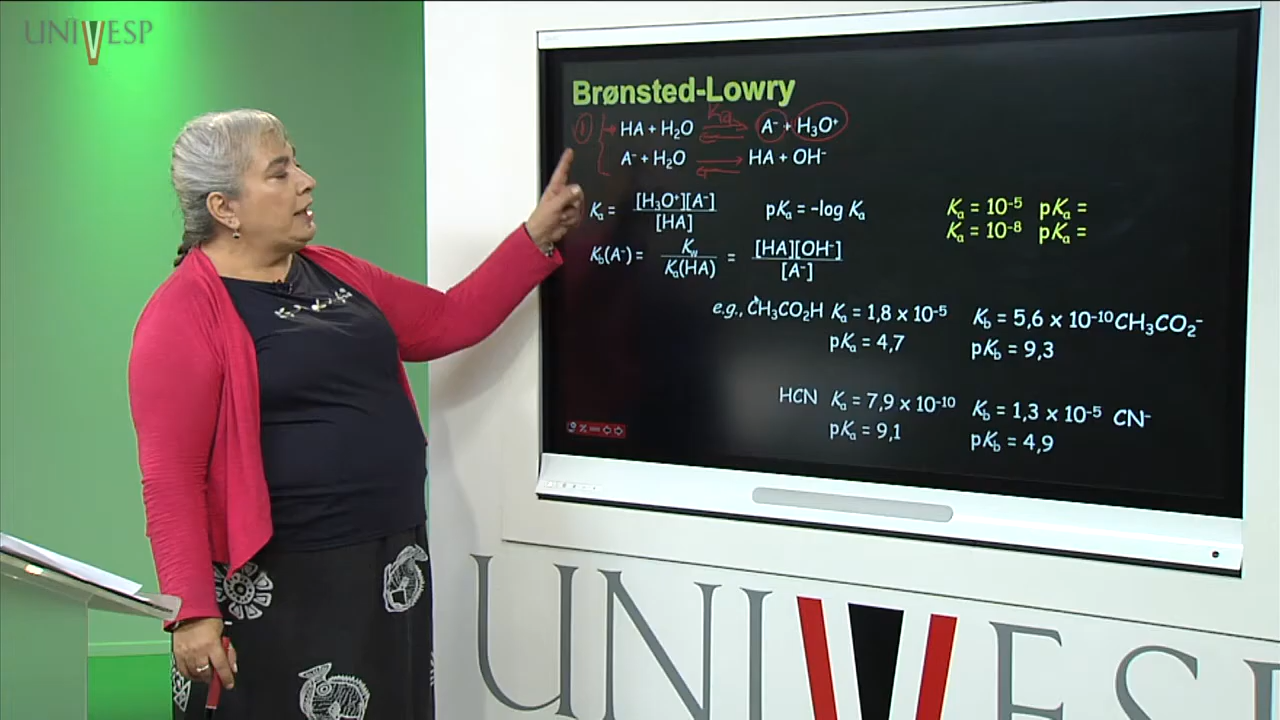 UNIVESP
Brønsted-Lowry
① HA + H₂O Ka A⁻ + H₃O⁺
A⁻ + H₂O HA + OH⁻
Ka = [H₃O⁺][A⁻] / [HA] pKa = -log Ka
Ka = 10⁻⁵ pKa =
Ka = 10⁻⁸ pKa =
Kb(A⁻) = Kw / Ka(HA) = [HA][OH⁻] / [A⁻]
e.g., CH₃CO₂H Ka = 1,8 x 10⁻⁵ Kb = 5,6 x 10⁻¹⁰ CH₃CO₂⁻
pKa = 4,7 pKb = 9,3
HCN Ka = 7,9 x 10⁻¹⁰ Kb = 1,3 x 10⁻⁵ CN⁻
pKa = 9,1 pKb = 4,9
UNIVES